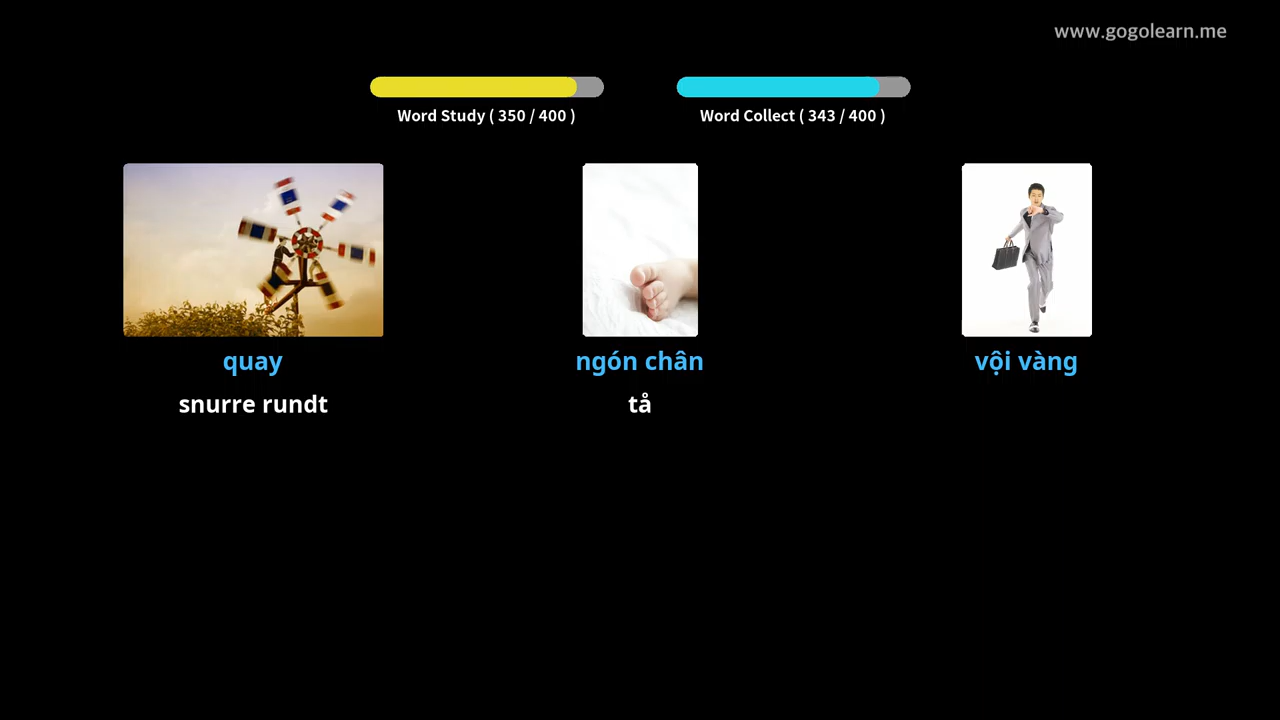 www.gogolearn.me
Word Study ( 350 / 400 )
Word Collect ( 343 / 400 )
quay
ngón chân
vội vàng
snurre rundt
tå